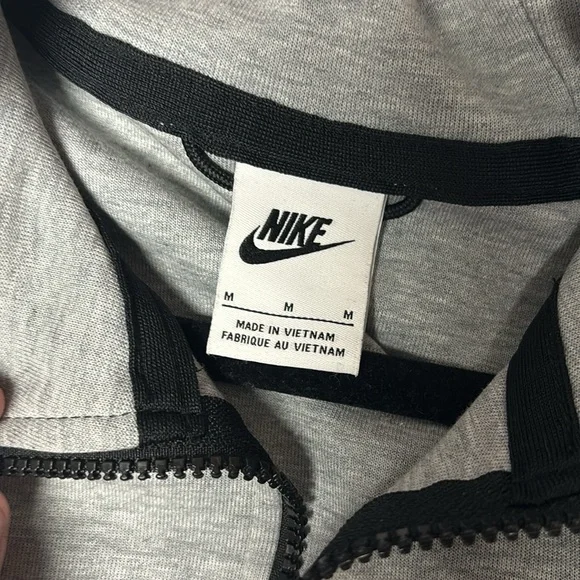 NIKE
M M M
MADE IN VIETNAM
FABRIQUE AU VIETNAM